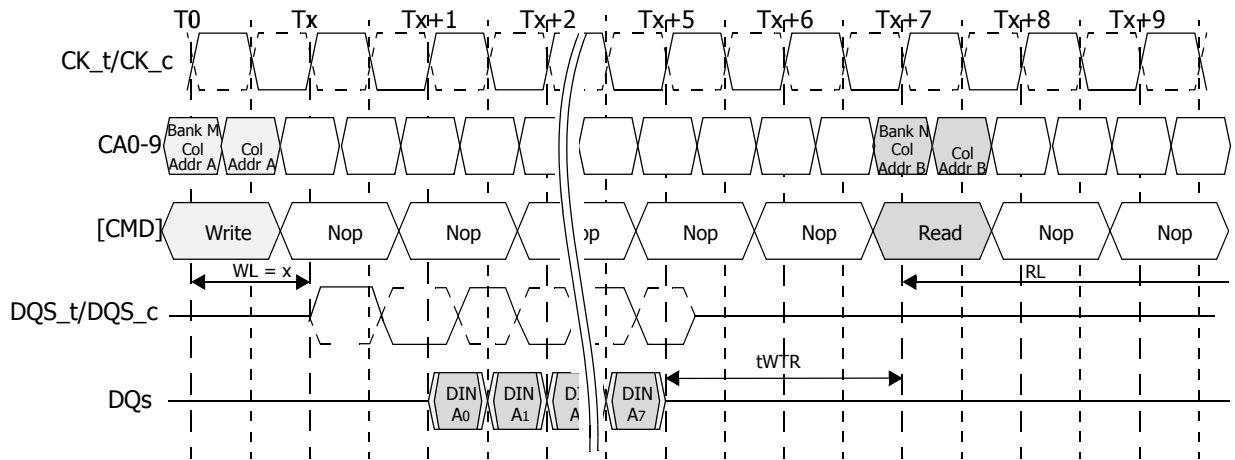 T0 Tx Tx+1 Tx+2 Tx+5 Tx+6 Tx+7 Tx+8 Tx+9
CK_t/CK_c
CA0-9
Bank M
Col
Addr A
Col
Addr A
Bank N
Col
Addr B
Col
Addr B
[CMD] Write Nop Nop op Nop Nop Read Nop Nop
WL = x RL
DQS_t/DQS_c
tWTR
DQs
DIN
A0
DIN
A1
DIN
A7